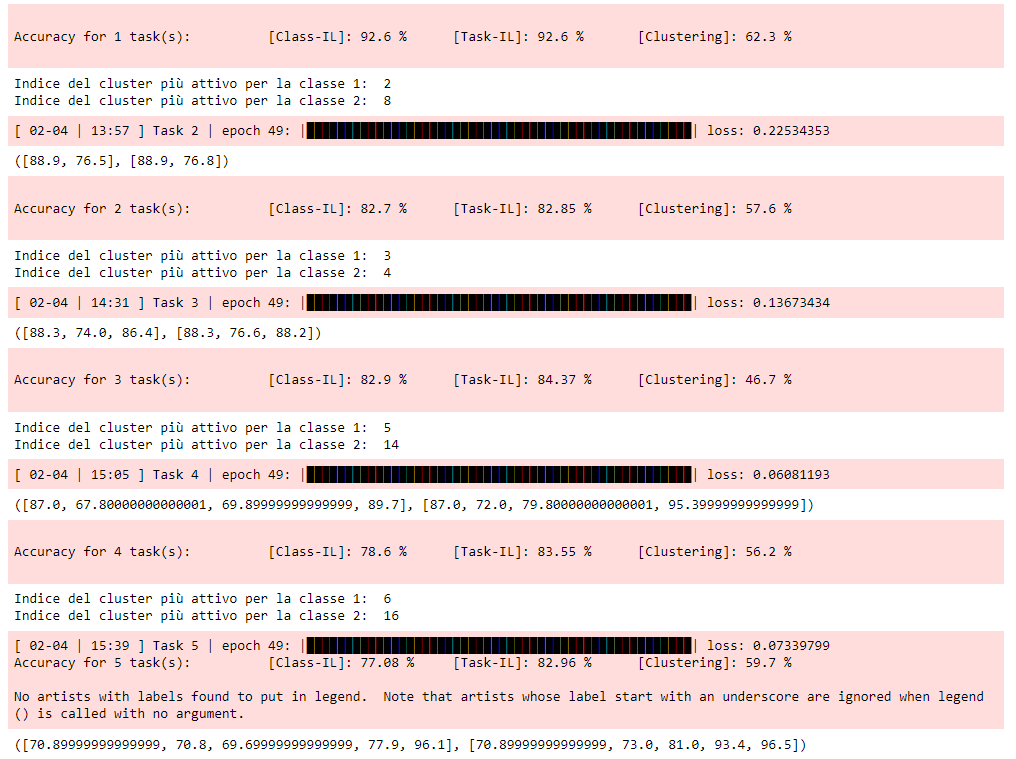 Accuracy for 1 task(s): [Class-IL]: 92.6 % [Task-IL]: 92.6 % [Clustering]: 62.3 %
Indice del cluster più attivo per la classe 1: 2
Indice del cluster più attivo per la classe 2: 8
[ 02-04 | 13:57 ] Task 2 | epoch 49: | | loss: 0.22534353
([88.9, 76.5], [88.9, 76.8])
Accuracy for 2 task(s): [Class-IL]: 82.7 % [Task-IL]: 82.85 % [Clustering]: 57.6 %
Indice del cluster più attivo per la classe 1: 3
Indice del cluster più attivo per la classe 2: 4
[ 02-04 | 14:31 ] Task 3 | epoch 49: | | loss: 0.13673434
([88.3, 74.0, 86.4], [88.3, 76.6, 88.2])
Accuracy for 3 task(s): [Class-IL]: 82.9 % [Task-IL]: 84.37 % [Clustering]: 46.7 %
Indice del cluster più attivo per la classe 1: 5
Indice del cluster più attivo per la classe 2: 14
[ 02-04 | 15:05 ] Task 4 | epoch 49: | | loss: 0.06081193
([87.0, 67.80000000000001, 69.89999999999999, 89.7], [87.0, 72.0, 79.80000000000001, 95.39999999999999])
Accuracy for 4 task(s): [Class-IL]: 78.6 % [Task-IL]: 83.55 % [Clustering]: 56.2 %
Indice del cluster più attivo per la classe 1: 6
Indice del cluster più attivo per la classe 2: 16
[ 02-04 | 15:39 ] Task 5 | epoch 49: | | loss: 0.07339799
Accuracy for 5 task(s): [Class-IL]: 77.08 % [Task-IL]: 82.96 % [Clustering]: 59.7 %
No artists with labels found to put in legend.  Note that artists whose label start with an underscore are ignored when legend
() is called with no argument.
([70.89999999999999, 70.8, 69.69999999999999, 77.9, 96.1], [70.89999999999999, 73.0, 81.0, 93.4, 96.5])